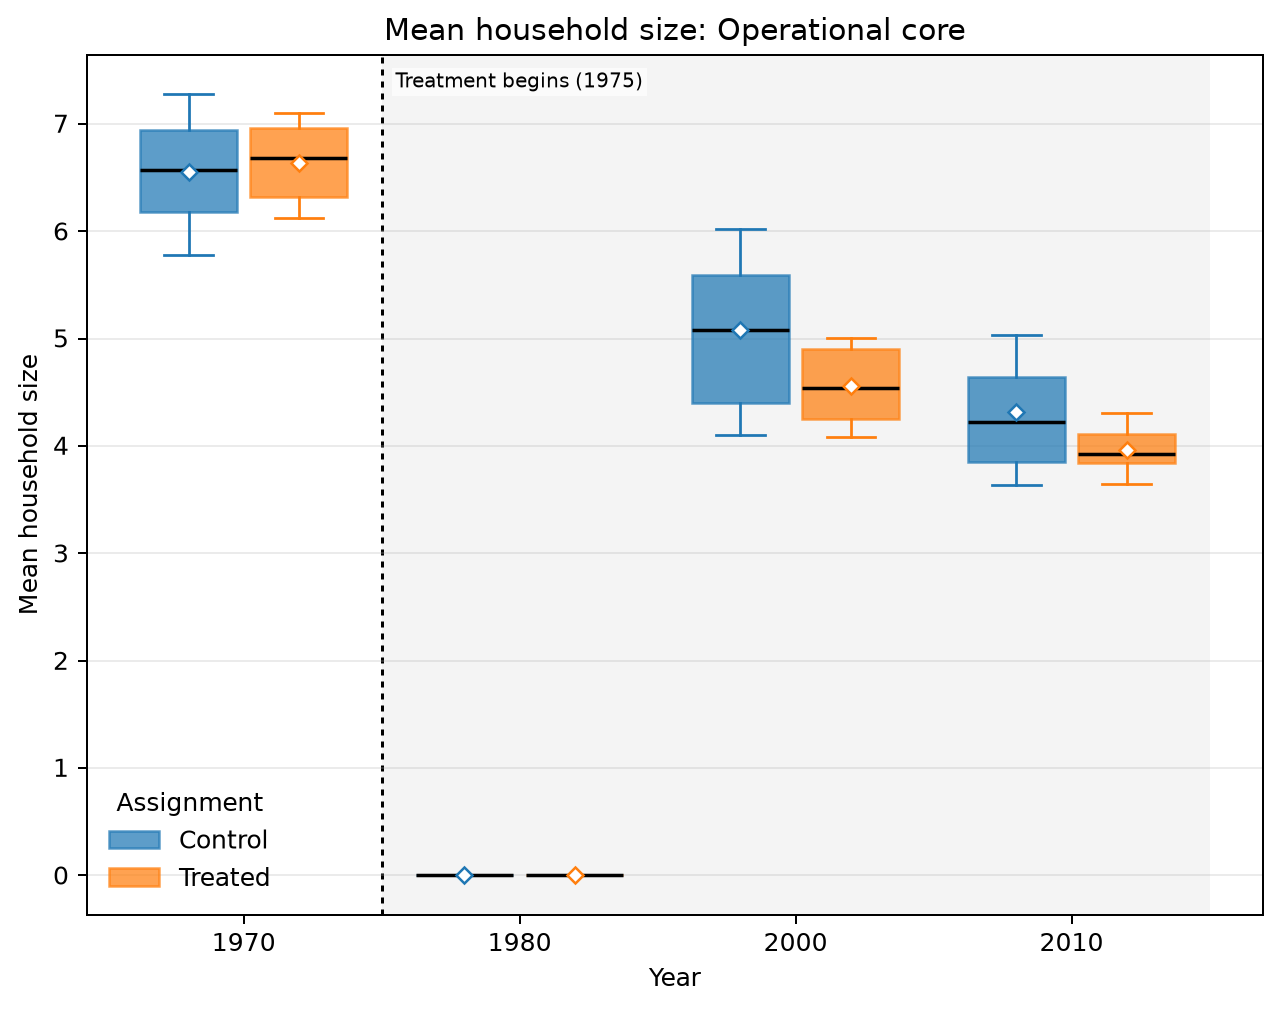 Mean household size: Operational core
Treatment begins (1975)
Mean household size
7
6
5
4
3
2
1
0
Assignment
Control
Treated
1970
1980
2000
2010
Year